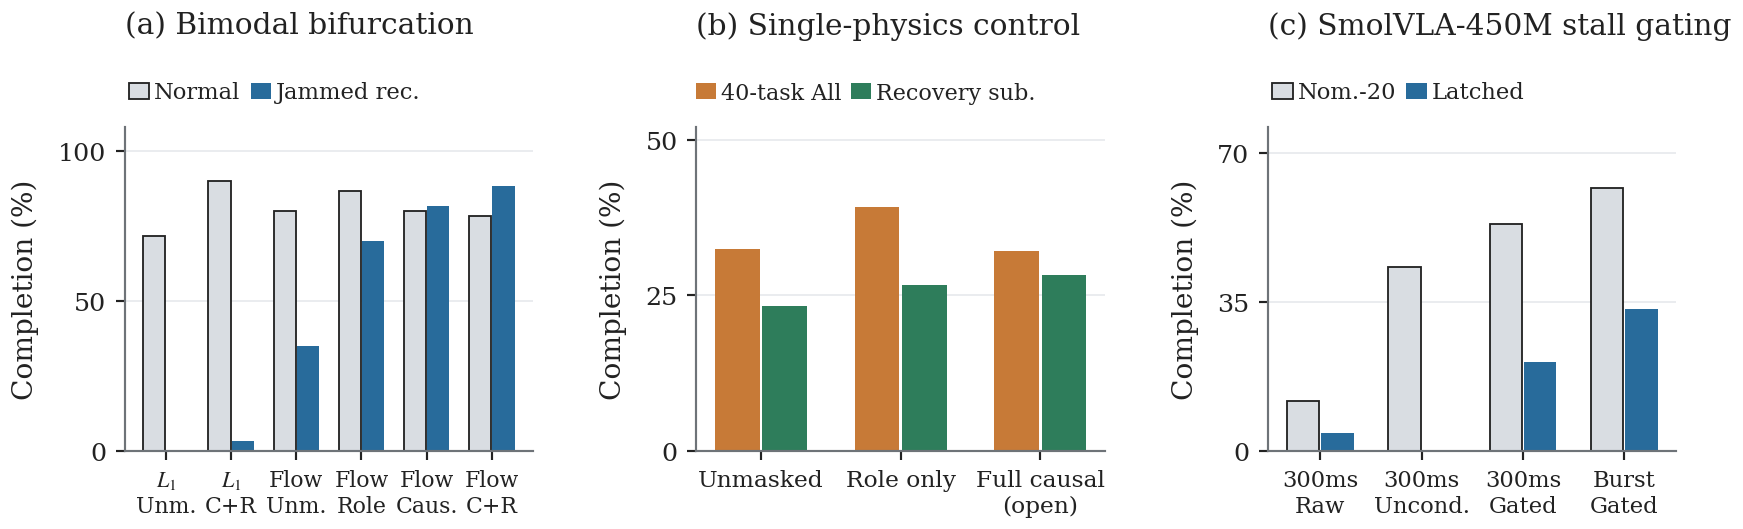 (a) Bimodal bifurcation
Normal Jammed rec.
Completion (%)
100
50
0
L₁ Unm.
L₁ C+R
Flow Unm.
Flow Role
Flow Caus.
Flow C+R
(b) Single-physics control
40-task All Recovery sub.
Completion (%)
50
25
0
Unmasked
Role only
Full causal (open)
(c) SmolVLA-450M stall gating
Nom.-20 Latched
Completion (%)
70
35
0
300ms Raw
300ms Uncond.
300ms Gated
Burst Gated